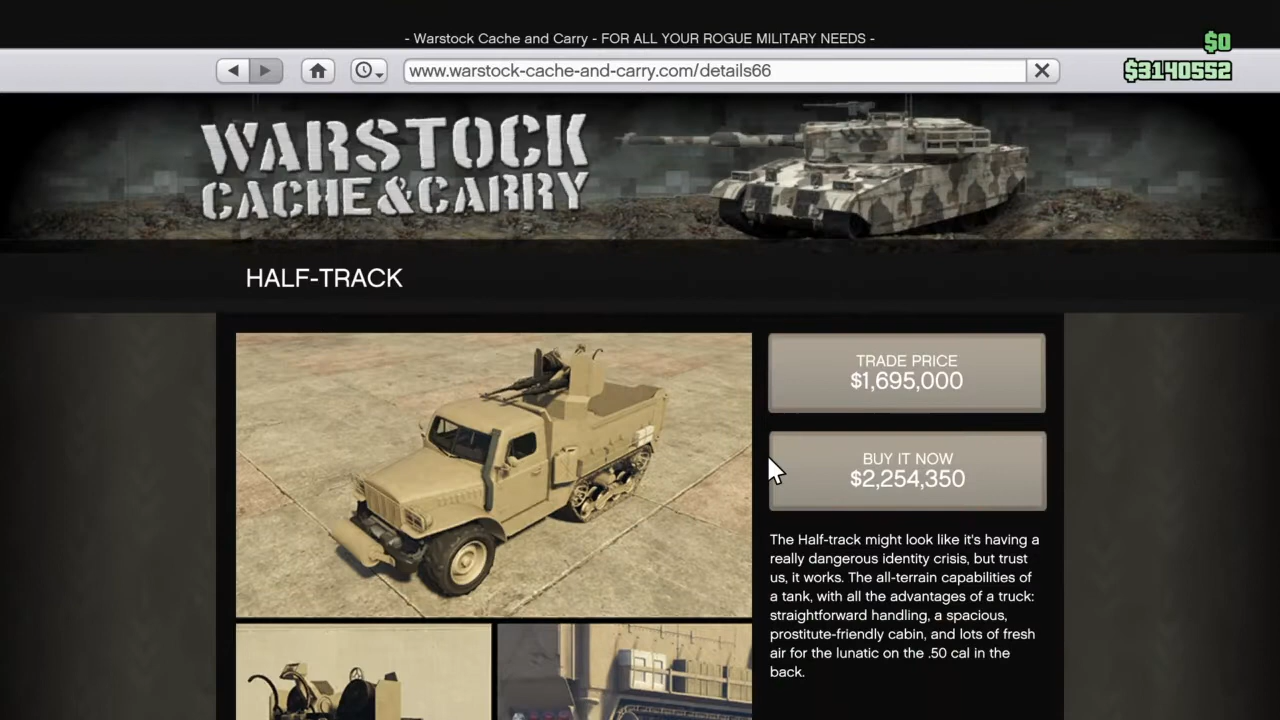 - Warstock Cache and Carry - FOR ALL YOUR ROGUE MILITARY NEEDS -
$0
www.warstock-cache-and-carry.com/details66
$3140552
WARSTOCK
CACHE&CARRY
HALF-TRACK
TRADE PRICE
$1,695,000
BUY IT NOW
$2,254,350
The Half-track might look like it's having a
really dangerous identity crisis, but trust
us, it works. The all-terrain capabilities of
a tank, with all the advantages of a truck:
straightforward handling, a spacious,
prostitute-friendly cabin, and lots of fresh
air for the lunatic on the .50 cal in the
back.